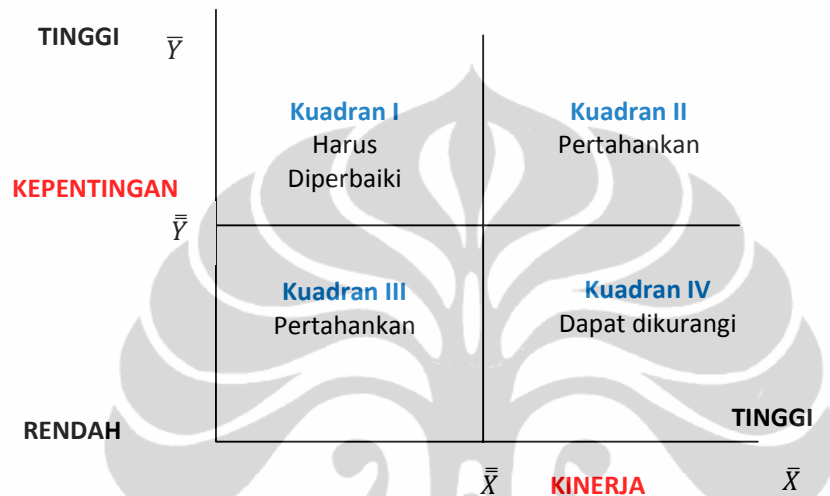 TINGGI
Y̅
Kuadran I
Harus
Diperbaiki
Kuadran II
Pertahankan
KEPENTINGAN
Y̿
Kuadran III
Pertahankan
Kuadran IV
Dapat dikurangi
RENDAH
TINGGI
X̿
KINERJA
X̅